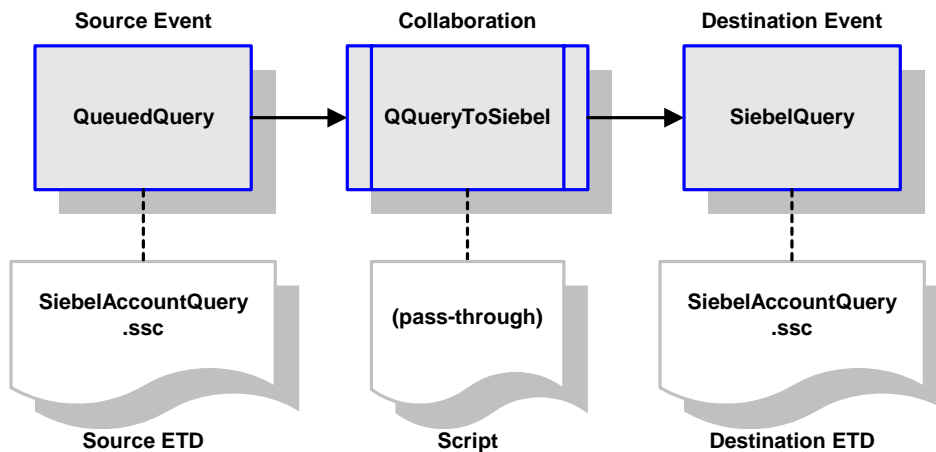 Source Event
Collaboration
Destination Event
QueuedQuery
QQueryToSiebel
SiebelQuery
SiebelAccountQuery
.ssc
(pass-through)
SiebelAccountQuery
.ssc
Source ETD
Script
Destination ETD